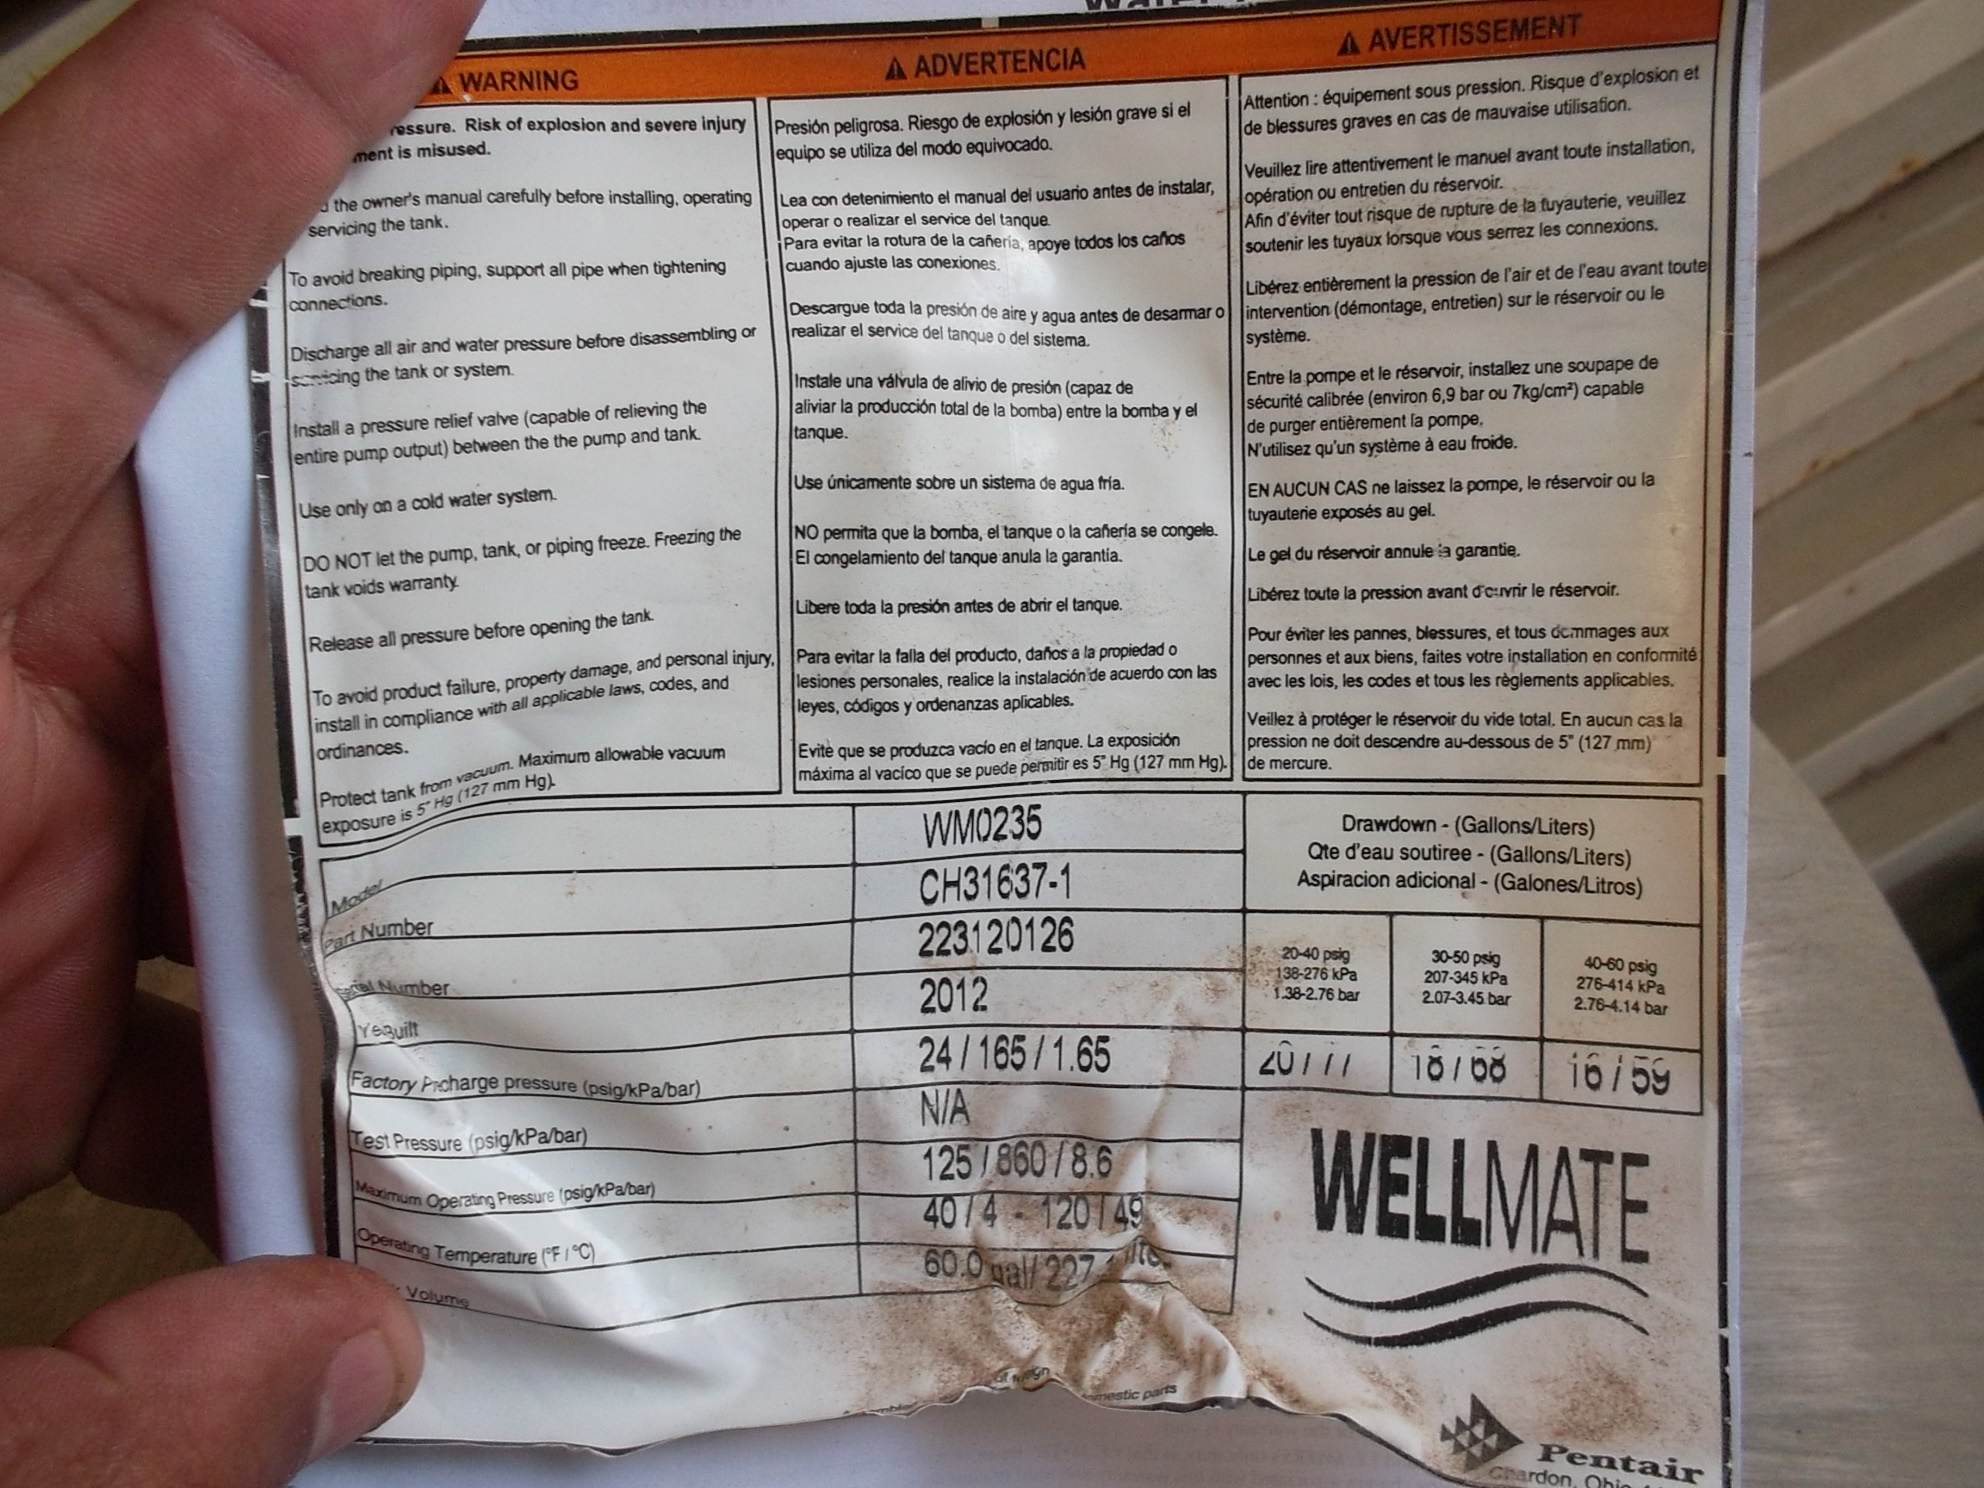 WARNING
ressure. Risk of explosion and severe injury
ment is misused.
the owner's manual carefully before installing, operating
servicing the tank.
To avoid breaking piping, support all pipe when tightening
connections.
Discharge all air and water pressure before disassembling or
servicing the tank or system.
Install a pressure relief valve (capable of relieving the
entire pump output) between the the pump and tank.
Use only on a cold water system.
DO NOT let the pump, tank, or piping freeze. Freezing the
tank voids warranty.
Release all pressure before opening the tank.
To avoid product failure, property damage, and personal injury,
install in compliance with all applicable laws, codes, and
ordinances.
Protect tank from vacuum. Maximum allowable vacuum
exposure is 5" Hg (127 mm Hg).
ADVERTENCIA
Presión peligrosa. Riesgo de explosión y lesión grave si el
equipo se utiliza del modo equivocado.
Lea con detenimiento el manual del usuario antes de instalar,
operar o realizar el service del tanque.
Para evitar la rotura de la cañería, apoye todos los caños
cuando ajuste las conexiones.
Descargue toda la presión de aire y agua antes de desarmar o
realizar el service del tanque o del sistema.
Instale una válvula de alivio de presión (capaz de
aliviar la producción total de la bomba) entre la bomba y el
tanque.
Use únicamente sobre un sistema de agua fría.
NO permita que la bomba, el tanque o la cañería se congele.
El congelamiento del tanque anula la garantía.
Libere toda la presión antes de abrir el tanque.
Para evitar la falla del producto, daños a la propiedad o
lesiones personales, realice la instalación de acuerdo con las
leyes, códigos y ordenanzas aplicables.
Evite que se produzca vacío en el tanque. La exposición
máxima al vacíco que se puede permitir es 5" Hg (127 mm Hg).
AVERTISSEMENT
Attention : équipement sous pression. Risque d'explosion et
de blessures graves en cas de mauvaise utilisation.
Veuillez lire attentivement le manuel avant toute installation,
opération ou entretien du réservoir.
Afin d'éviter tout risque de rupture de la tuyauterie, veuillez
soutenir les tuyaux lorsque vous serrez les connexions.
Libérez entièrement la pression de l'air et de l'eau avant toute
intervention (démontage, entretien) sur le réservoir ou le
système.
Entre la pompe et le réservoir, installez une soupape de
sécurité calibrée (environ 6,9 bar ou 7kg/cm²) capable
de purger entièrement la pompe.
N'utilisez qu'un système à eau froide.
EN AUCUN CAS ne laissez la pompe, le réservoir ou la
tuyauterie exposés au gel.
Le gel du réservoir annule la garantie.
Libérez toute la pression avant d'ouvrir le réservoir.
Pour éviter les pannes, blessures, et tous dommages aux
personnes et aux biens, faites votre installation en conformité
avec les lois, les codes et tous les règlements applicables.
Veillez à protéger le réservoir du vide total. En aucun cas la
pression ne doit descendre au-dessous de 5" (127 mm)
de mercure.
Model WM0235
Part Number CH31637-1
Serial Number 223120126
Built 2012
Factory Precharge pressure (psig/kPa/bar) 24 / 165 / 1.65
Test Pressure (psig/kPa/bar) N/A
Maximum Operating Pressure (psig/kPa/bar) 125 / 860 / 8.6
Operating Temperature (°F / °C) 40 / 4 - 120 / 49
Volume 60.0 gal/ 227
Drawdown - (Gallons/Liters)
Qte d'eau soutiree - (Gallons/Liters)
Aspiracion adicional - (Galones/Litros)
20-40 psig
138-276 kPa
1.38-2.76 bar
30-50 psig
207-345 kPa
2.07-3.45 bar
40-60 psig
276-414 kPa
2.76-4.14 bar
20 / 77
18 / 68
16 / 59
WELLMATE
domestic parts
Pentair
Chardon, Ohio